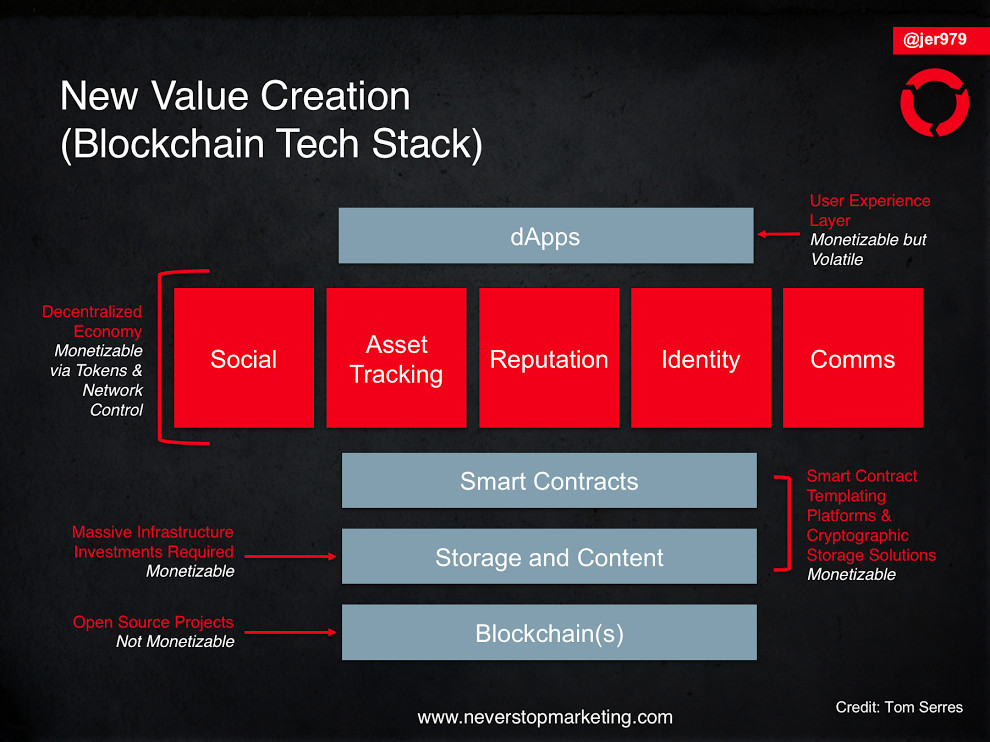 @jer979
New Value Creation
(Blockchain Tech Stack)
dApps
User Experience
Layer
Monetizable but
Volatile
Decentralized
Economy
Monetizable
via Tokens &
Network
Control
Social
Asset
Tracking
Reputation
Identity
Comms
Smart Contracts
Smart Contract
Templating
Platforms &
Cryptographic
Storage Solutions
Monetizable
Massive Infrastructure
Investments Required
Monetizable
Storage and Content
Open Source Projects
Not Monetizable
Blockchain(s)
www.neverstopmarketing.com
Credit: Tom Serres